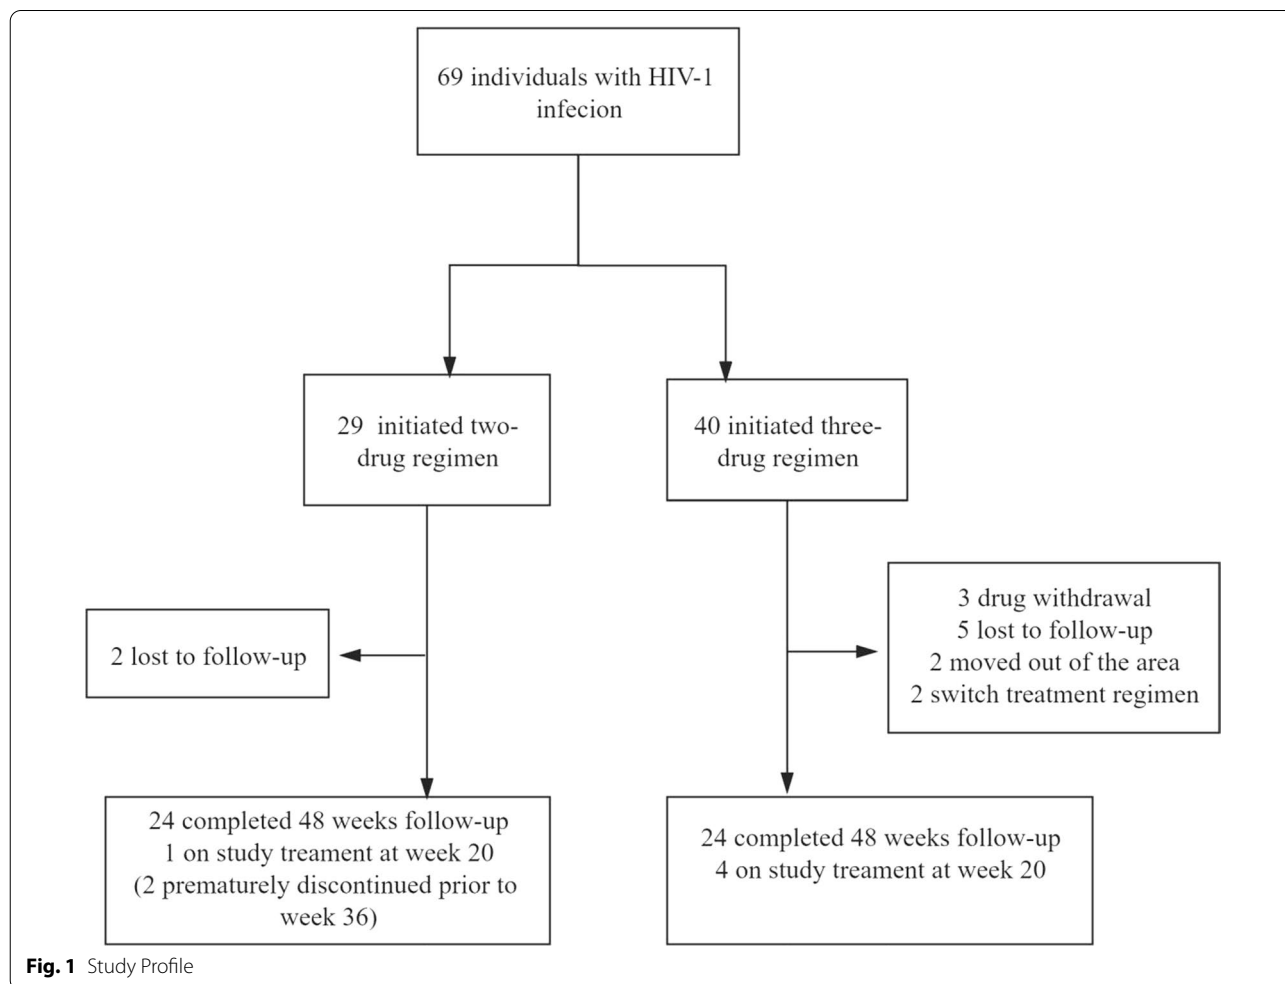 69 individuals with HIV-1
infecion
29 initiated two-
drug regimen
40 initiated three-
drug regimen
2 lost to follow-up
3 drug withdrawal
5 lost to follow-up
2 moved out of the area
2 switch treatment regimen
24 completed 48 weeks follow-up
1 on study treament at week 20
(2 prematurely discontinued prior to
week 36)
24 completed 48 weeks follow-up
4 on study treament at week 20
Fig. 1 Study Profile